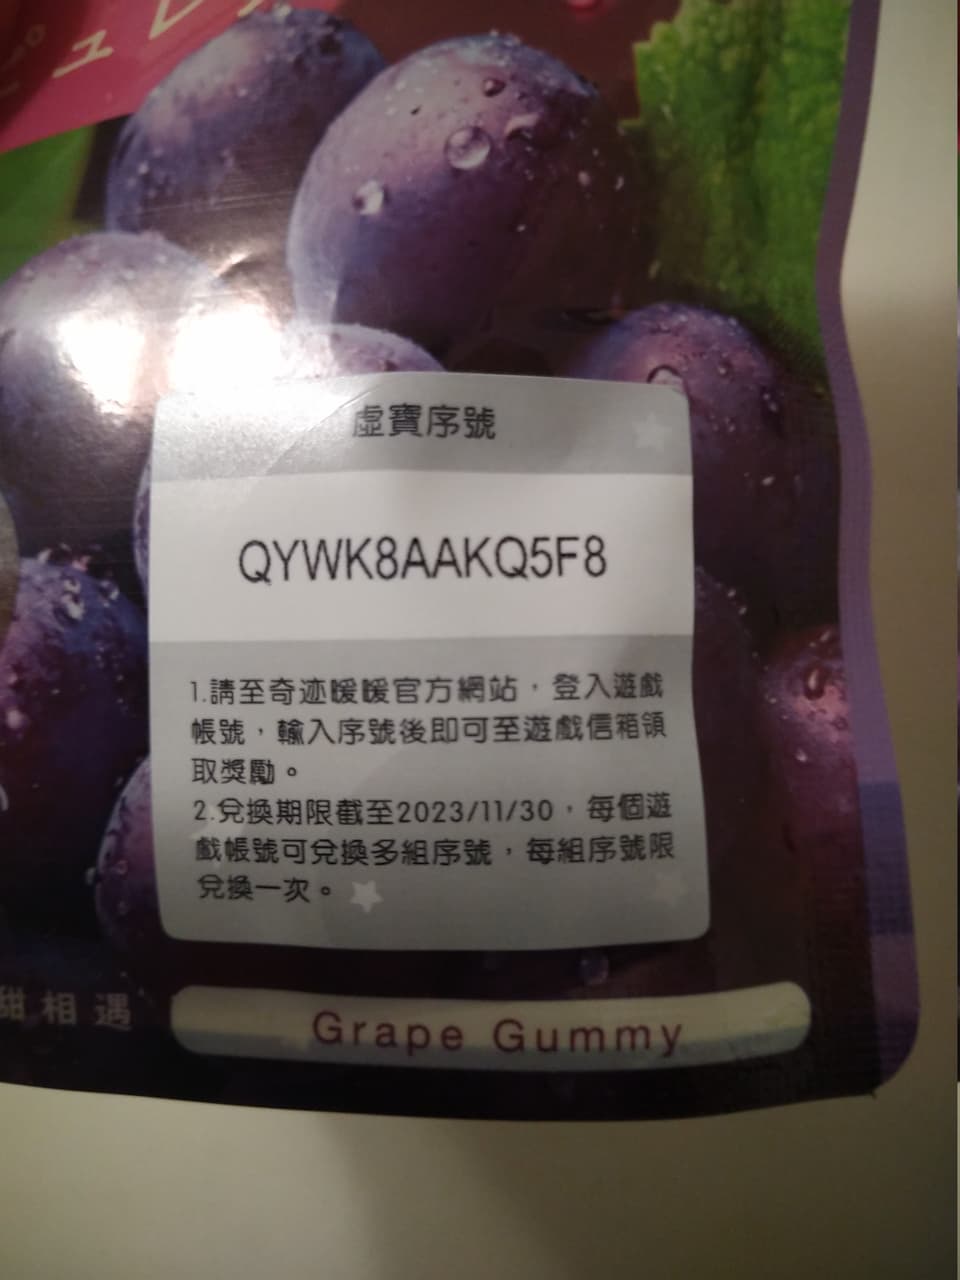 ピュレ
虛寶序號
QYWK8AAKQ5F8
1.請至奇迹暖暖官方網站，登入遊戲
帳號，輸入序號後即可至遊戲信箱領
取獎勵。
2.兌換期限截至2023/11/30，每個遊
戲帳號可兌換多組序號，每組序號限
兌換一次。
甜相遇
Grape Gummy